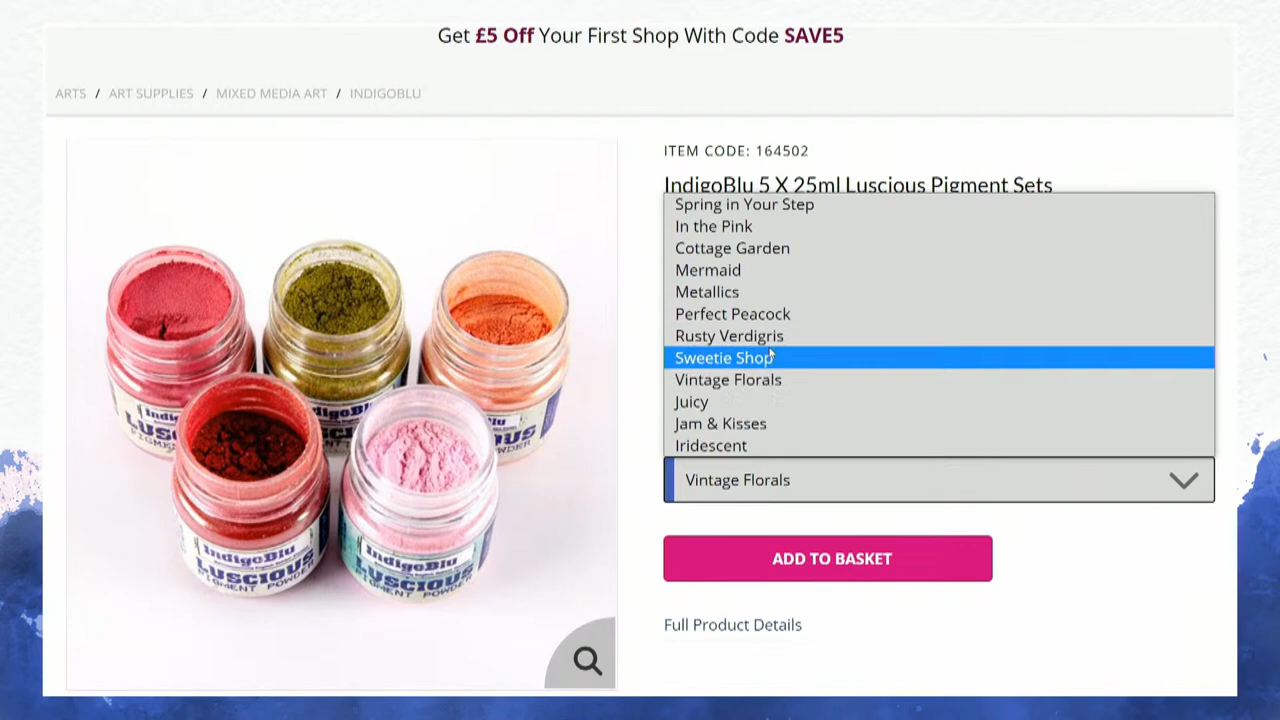 Get £5 Off Your First Shop With Code SAVE5
ARTS / ART SUPPLIES / MIXED MEDIA ART / INDIGOBLU
ITEM CODE: 164502
IndigoBlu 5 X 25ml Luscious Pigment Sets
Spring in Your Step
In the Pink
Cottage Garden
Mermaid
Metallics
Perfect Peacock
Rusty Verdigris
Sweetie Shop
Vintage Florals
Juicy
Jam & Kisses
Iridescent
Vintage Florals
ADD TO BASKET
Full Product Details
IndigoBlu
LUSCIOUS
PIGMENT POWDER
IndigoBlu
LUSCIOUS
PIGMENT POWDER